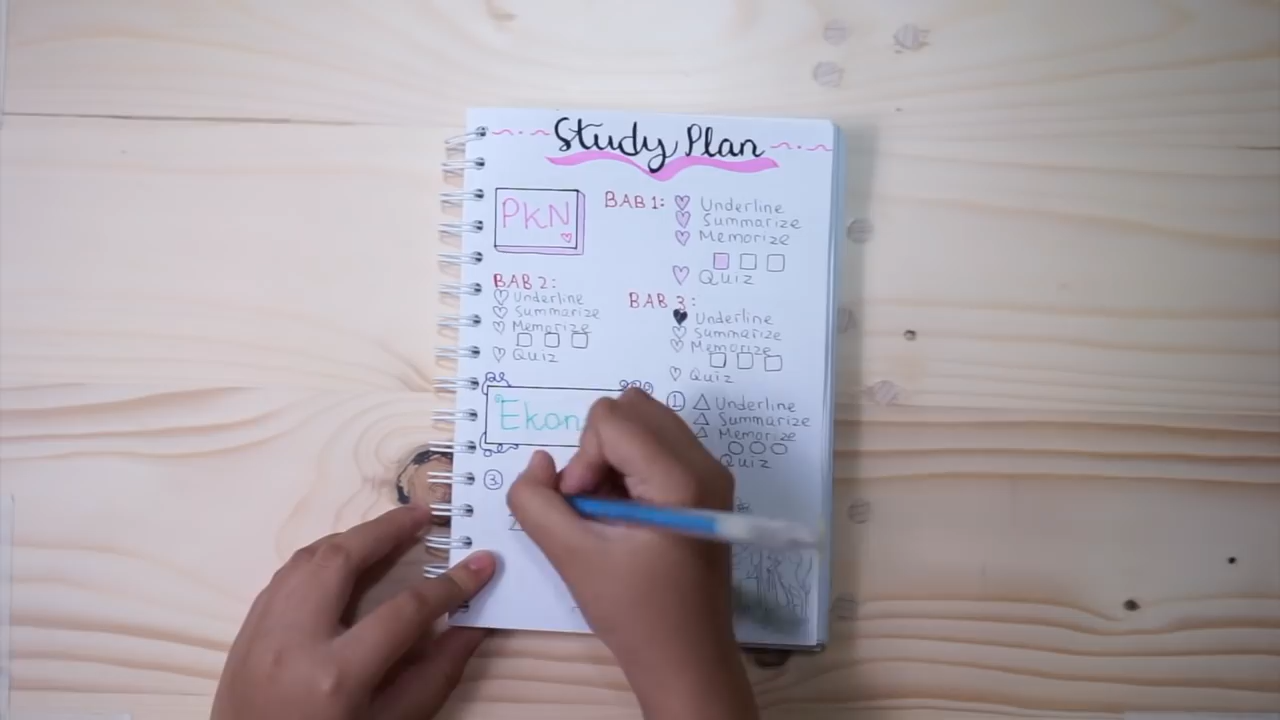 Study Plan
PKN
BAB 1:
Underline
Summarize
Memorize
Quiz
BAB 2:
Underline
Summarize
Memorize
Quiz
BAB 3:
Underline
Summarize
Memorize
Quiz
Ekon
1.
Underline
Summarize
Memorize
Quiz
3